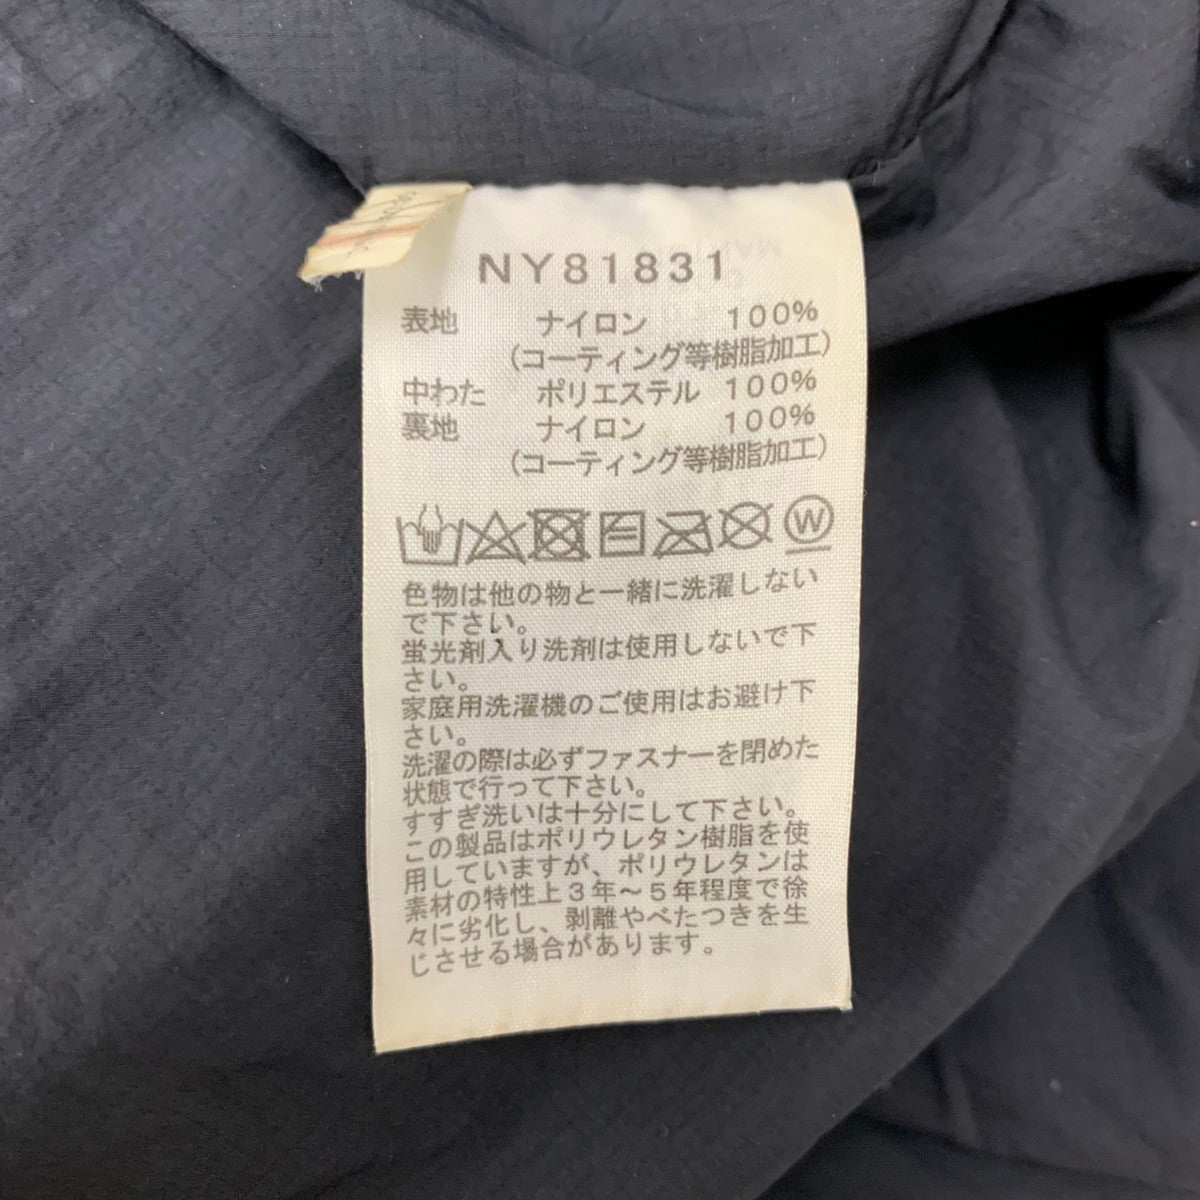 NY81831
表地 ナイロン 100%
(コーティング等樹脂加工)
中わた ポリエステル 100%
裏地 ナイロン 100%
(コーティング等樹脂加工)
W
色物は他の物と一緒に洗濯しない
で下さい。
蛍光剤入り洗剤は使用しないで下
さい。
家庭用洗濯機のご使用はお避け下
さい。
洗濯の際は必ずファスナーを閉めた
状態で行って下さい。
すすぎ洗いは十分にして下さい。
この製品はポリウレタン樹脂を使
用していますが、ポリウレタンは
素材の特性上3年～5年程度で徐
々に劣化し、剥離やべたつきを生
じさせる場合があります。